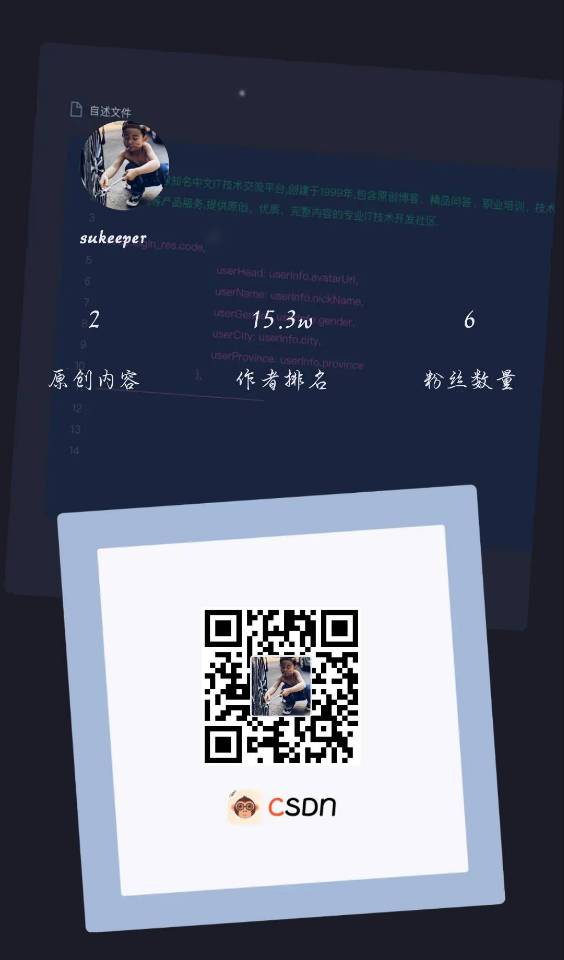 自述文件
知名中文IT技术交流平台,创建于1999年,包含原创博客、精品问答、职业培训、技术
等产品服务,提供原创、优质、完整内容的专业IT技术开发社区.
3
sukeeper
login_res.code,
5
userHead: userInfo.avatarUrl,
6
userName: userInfo.nickName,
7
2
15.3w
6
userGender: userInfo.gender,
8
userCity: userInfo.city,
9
userProvince: userInfo.province
10
原创内容
作者排名
粉丝数量
},
12
13
14
CSDN